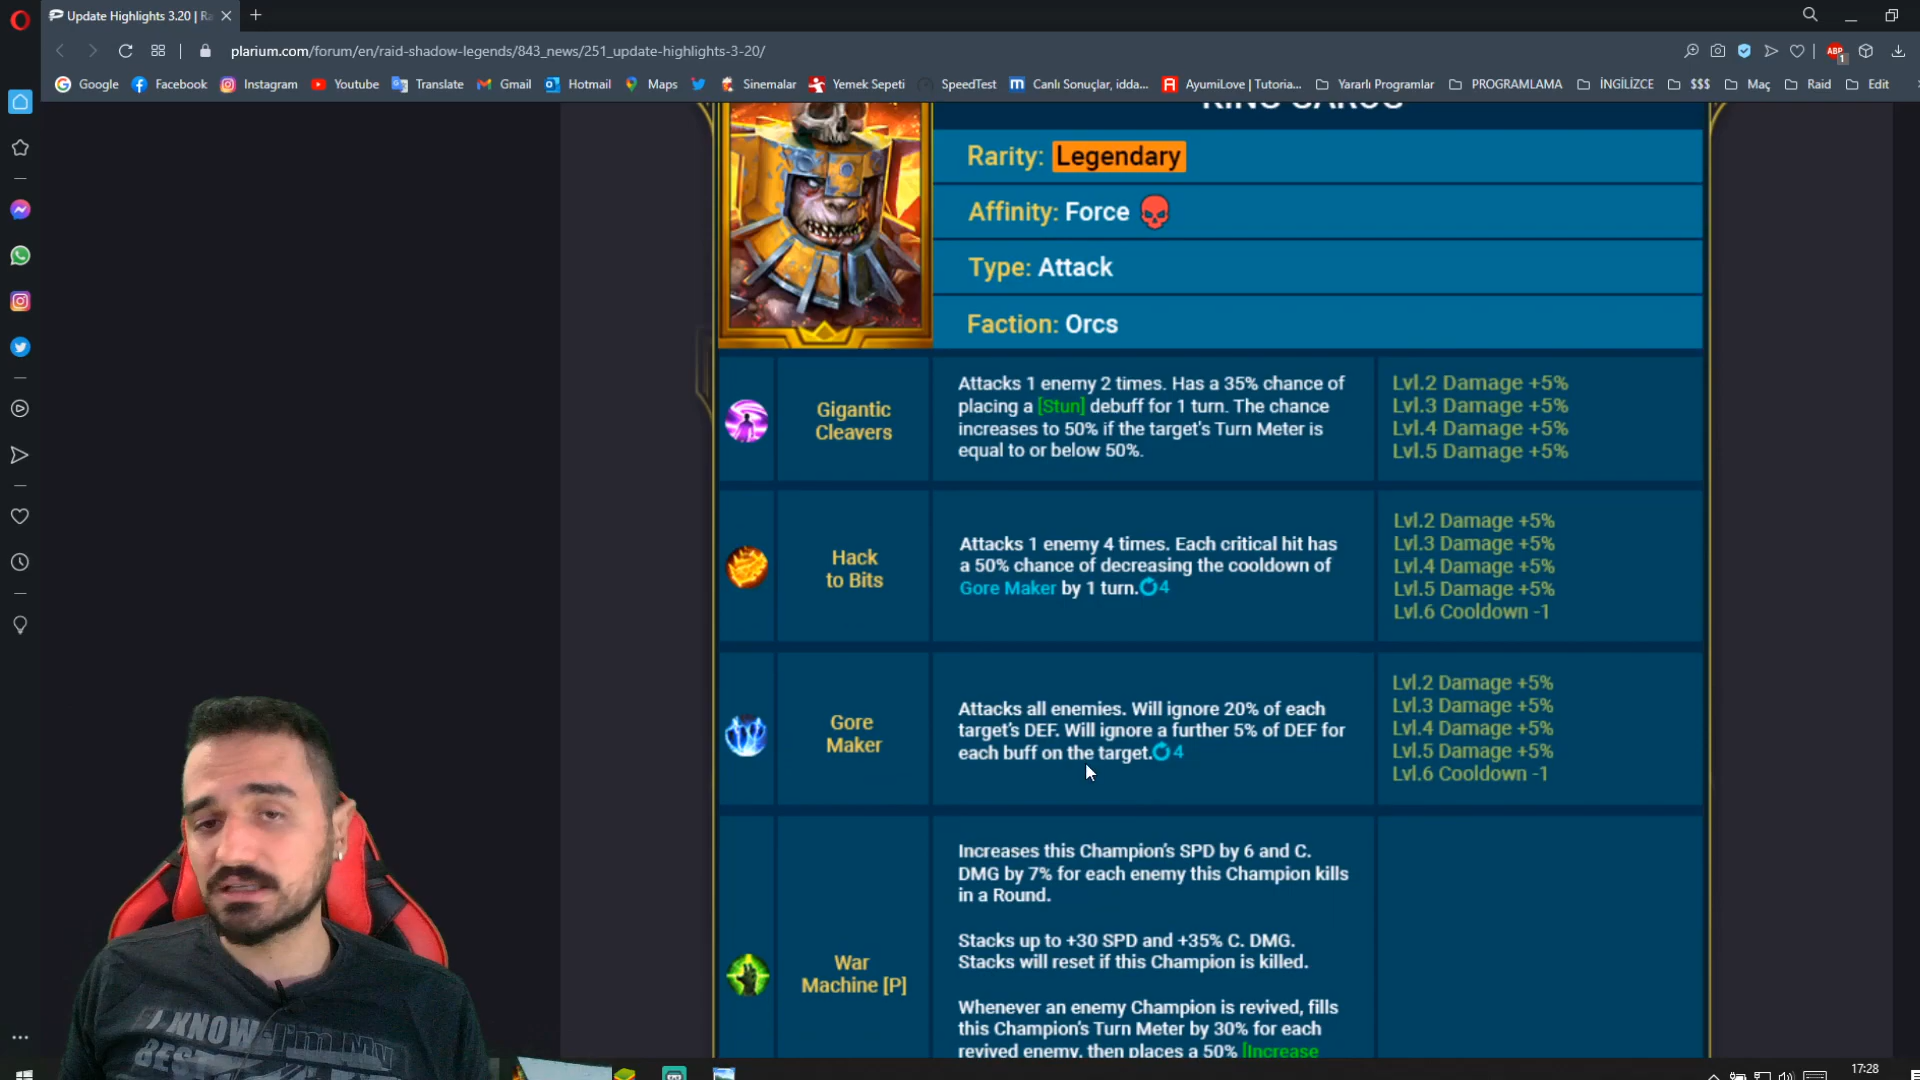 Update Highlights 3.20 | Ra
plarium.com/forum/en/raid-shadow-legends/843_news/251_update-highlights-3-20/
ABP
1
Google Facebook Instagram Youtube Translate Gmail Hotmail Maps Sinemalar Yemek Sepeti SpeedTest Canlı Sonuçlar, idda... AyumiLove | Tutoria... Yararlı Programlar PROGRAMLAMA İNGİLİZCE $$$ Maç Raid Edit
Rarity: Legendary
Affinity: Force
Type: Attack
Faction: Orcs
Gigantic
Cleavers
Attacks 1 enemy 2 times. Has a 35% chance of
placing a [Stun] debuff for 1 turn. The chance
increases to 50% if the target's Turn Meter is
equal to or below 50%.
Lvl.2 Damage +5%
Lvl.3 Damage +5%
Lvl.4 Damage +5%
Lvl.5 Damage +5%
Hack
to Bits
Attacks 1 enemy 4 times. Each critical hit has
a 50% chance of decreasing the cooldown of
Gore Maker by 1 turn. 4
Lvl.2 Damage +5%
Lvl.3 Damage +5%
Lvl.4 Damage +5%
Lvl.5 Damage +5%
Lvl.6 Cooldown -1
Gore
Maker
Attacks all enemies. Will ignore 20% of each
target's DEF. Will ignore a further 5% of DEF for
each buff on the target. 4
Lvl.2 Damage +5%
Lvl.3 Damage +5%
Lvl.4 Damage +5%
Lvl.5 Damage +5%
Lvl.6 Cooldown -1
War
Machine [P]
Increases this Champion's SPD by 6 and C.
DMG by 7% for each enemy this Champion kills
in a Round.
Stacks up to +30 SPD and +35% C. DMG.
Stacks will reset if this Champion is killed.
Whenever an enemy Champion is revived, fills
this Champion's Turn Meter by 30% for each
revived enemy, then places a 50% [Increase
I KNOW I'm MY
BES
17:28